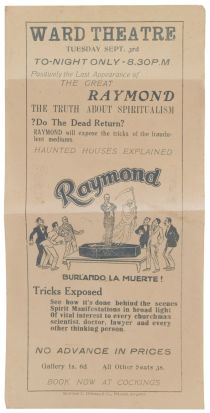 WARD THEATRE
TUESDAY SEPT. 3rd
TO-NIGHT ONLY - 8.30 P.M
Positively the Last Appearance of
THE GREAT
RAYMOND
THE TRUTH ABOUT SPIRITUALISM
?Do The Dead Return?
RAYMOND will expose the tricks of the fraudu-
lent mediums
HAUNTED HOUSES EXPLAINED
Raymond
BURLANDO, LA MUERTE!
Tricks Exposed
See how it's done behind the scenes
Spirit Manifestations in broad light
Of vital interest to every churchman
scientist, doctor, lawyer and every
other thinking person.
NO ADVANCE IN PRICES
Gallery 1s. 6d All Other Seats 3s.
BOOK NOW AT COCKINGS